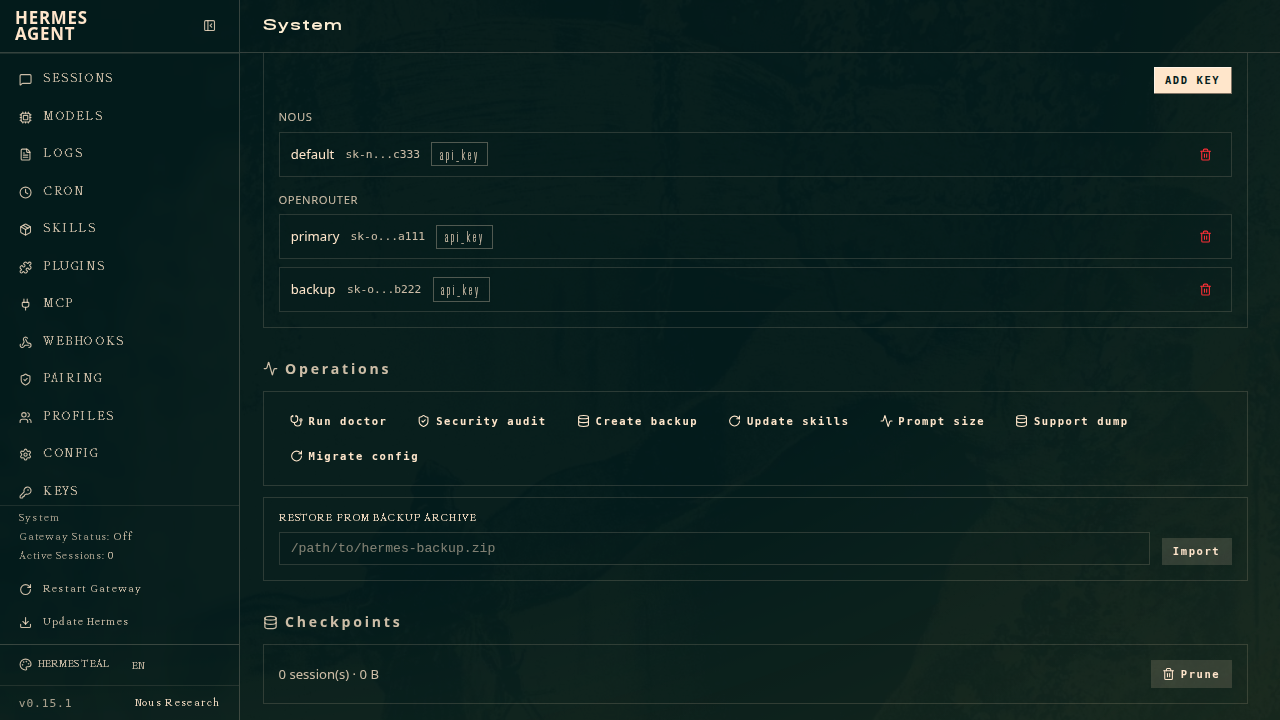 HERMES
AGENT
System
SESSIONS
MODELS
LOGS
CRON
SKILLS
PLUGINS
MCP
WEBHOOKS
PAIRING
PROFILES
CONFIG
KEYS
System
Gateway Status: Off
Active Sessions: 0
Restart Gateway
Update Hermes
HERMES TEAL
EN
v0.15.1
Nous Research
ADD KEY
NOUS
default sk-n...c333 api_key
OPENROUTER
primary sk-o...a111 api_key
backup sk-o...b222 api_key
Operations
Run doctor Security audit Create backup Update skills Prompt size Support dump
Migrate config
RESTORE FROM BACKUP ARCHIVE
/path/to/hermes-backup.zip
Import
Checkpoints
0 session(s) · 0 B
Prune